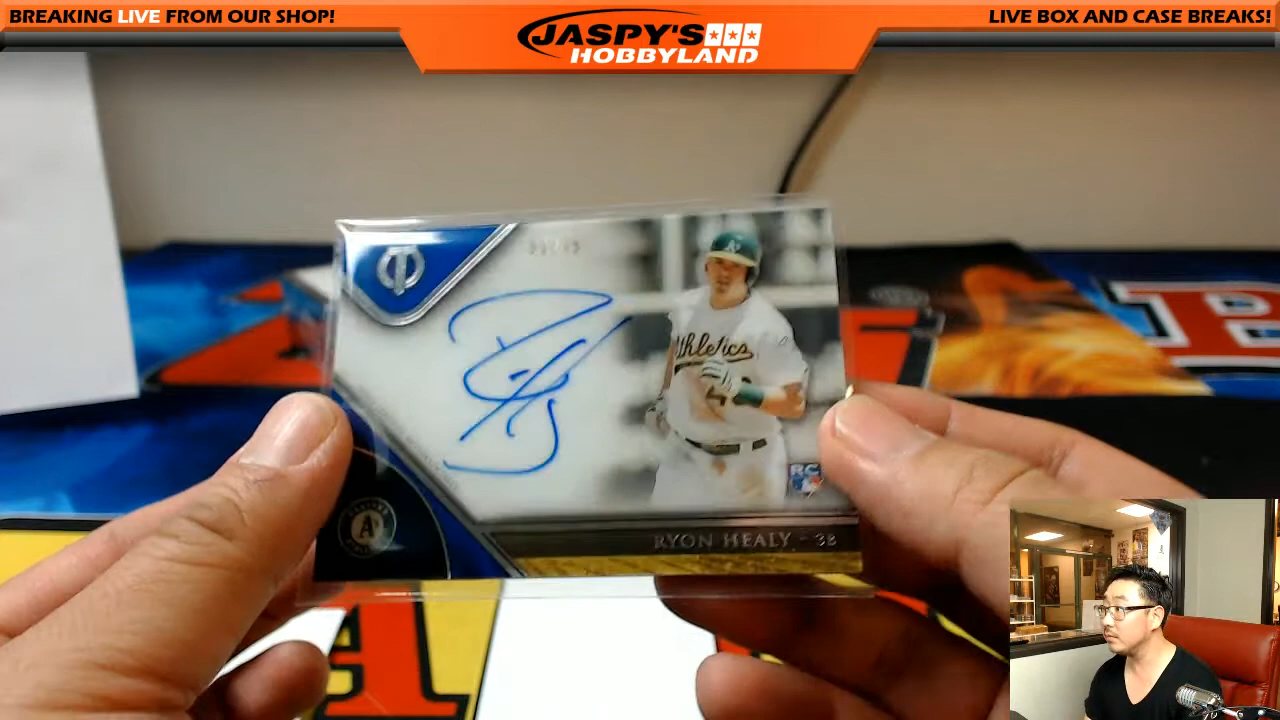 BREAKING LIVE FROM OUR SHOP!
JASPY'S
HOBBYLAND
LIVE BOX AND CASE BREAKS!
Athletics
RC
A's
RYON HEALY - 3B